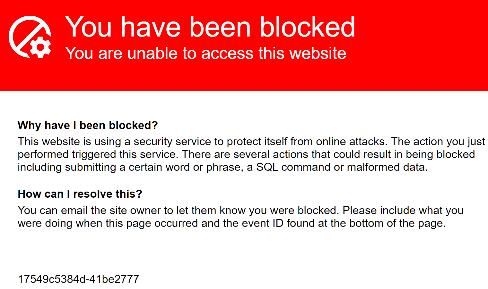 You have been blocked
You are unable to access this website
Why have I been blocked?
This website is using a security service to protect itself from online attacks. The action you just
performed triggered this service. There are several actions that could result in being blocked
including submitting a certain word or phrase, a SQL command or malformed data.
How can I resolve this?
You can email the site owner to let them know you were blocked. Please include what you
were doing when this page occurred and the event ID found at the bottom of the page.
17549c5384d-41be2777